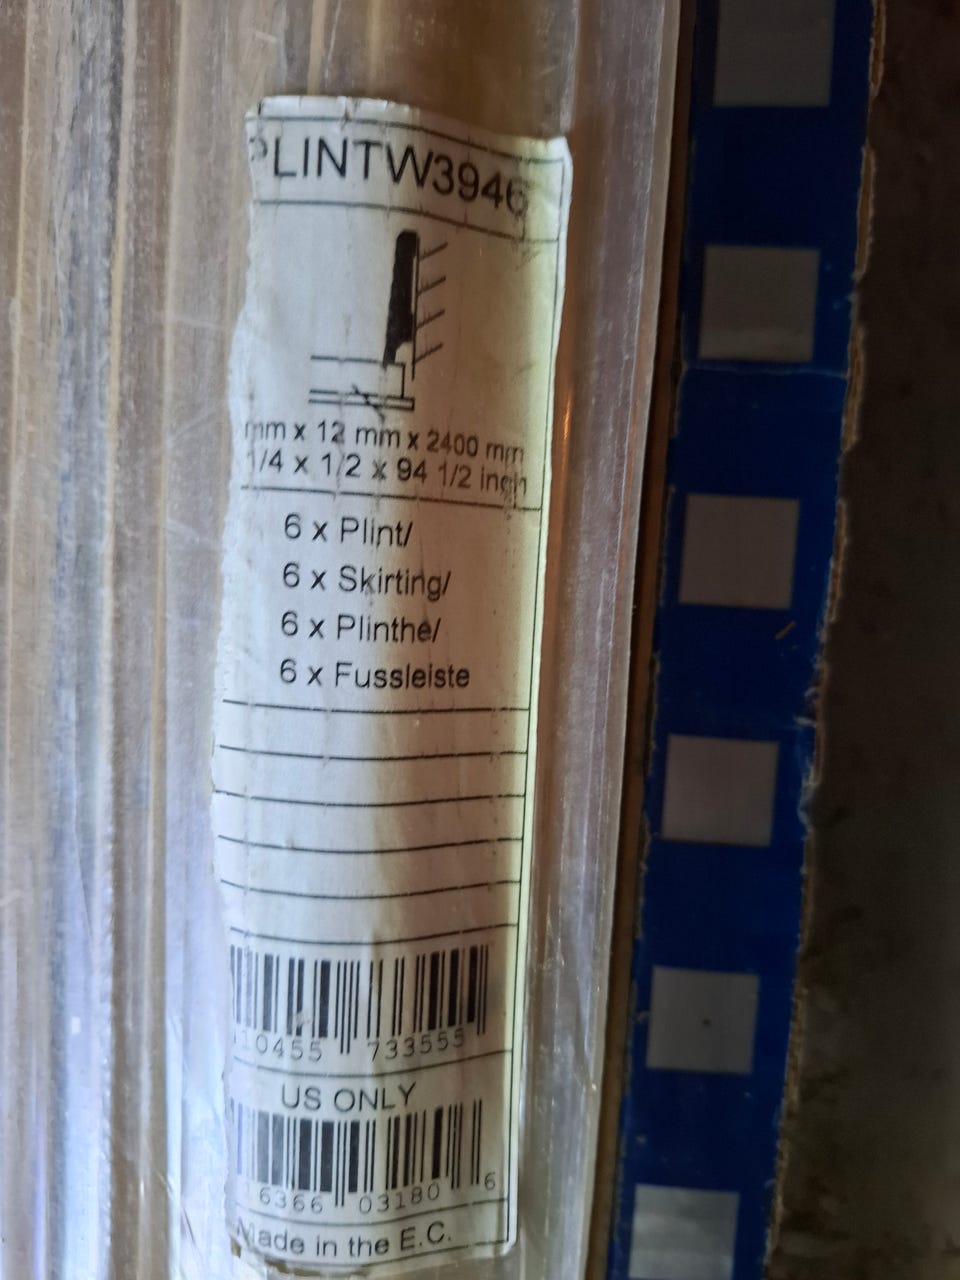 PLINTW3946
mm x 12 mm x 2400 mm
1/4 x 1/2 x 94 1/2 inch
6 x Plint/
6 x Skirting/
6 x Plinthe/
6 x Fussleiste
10455 733555
US ONLY
6366 03180 6
Made in the E.C.